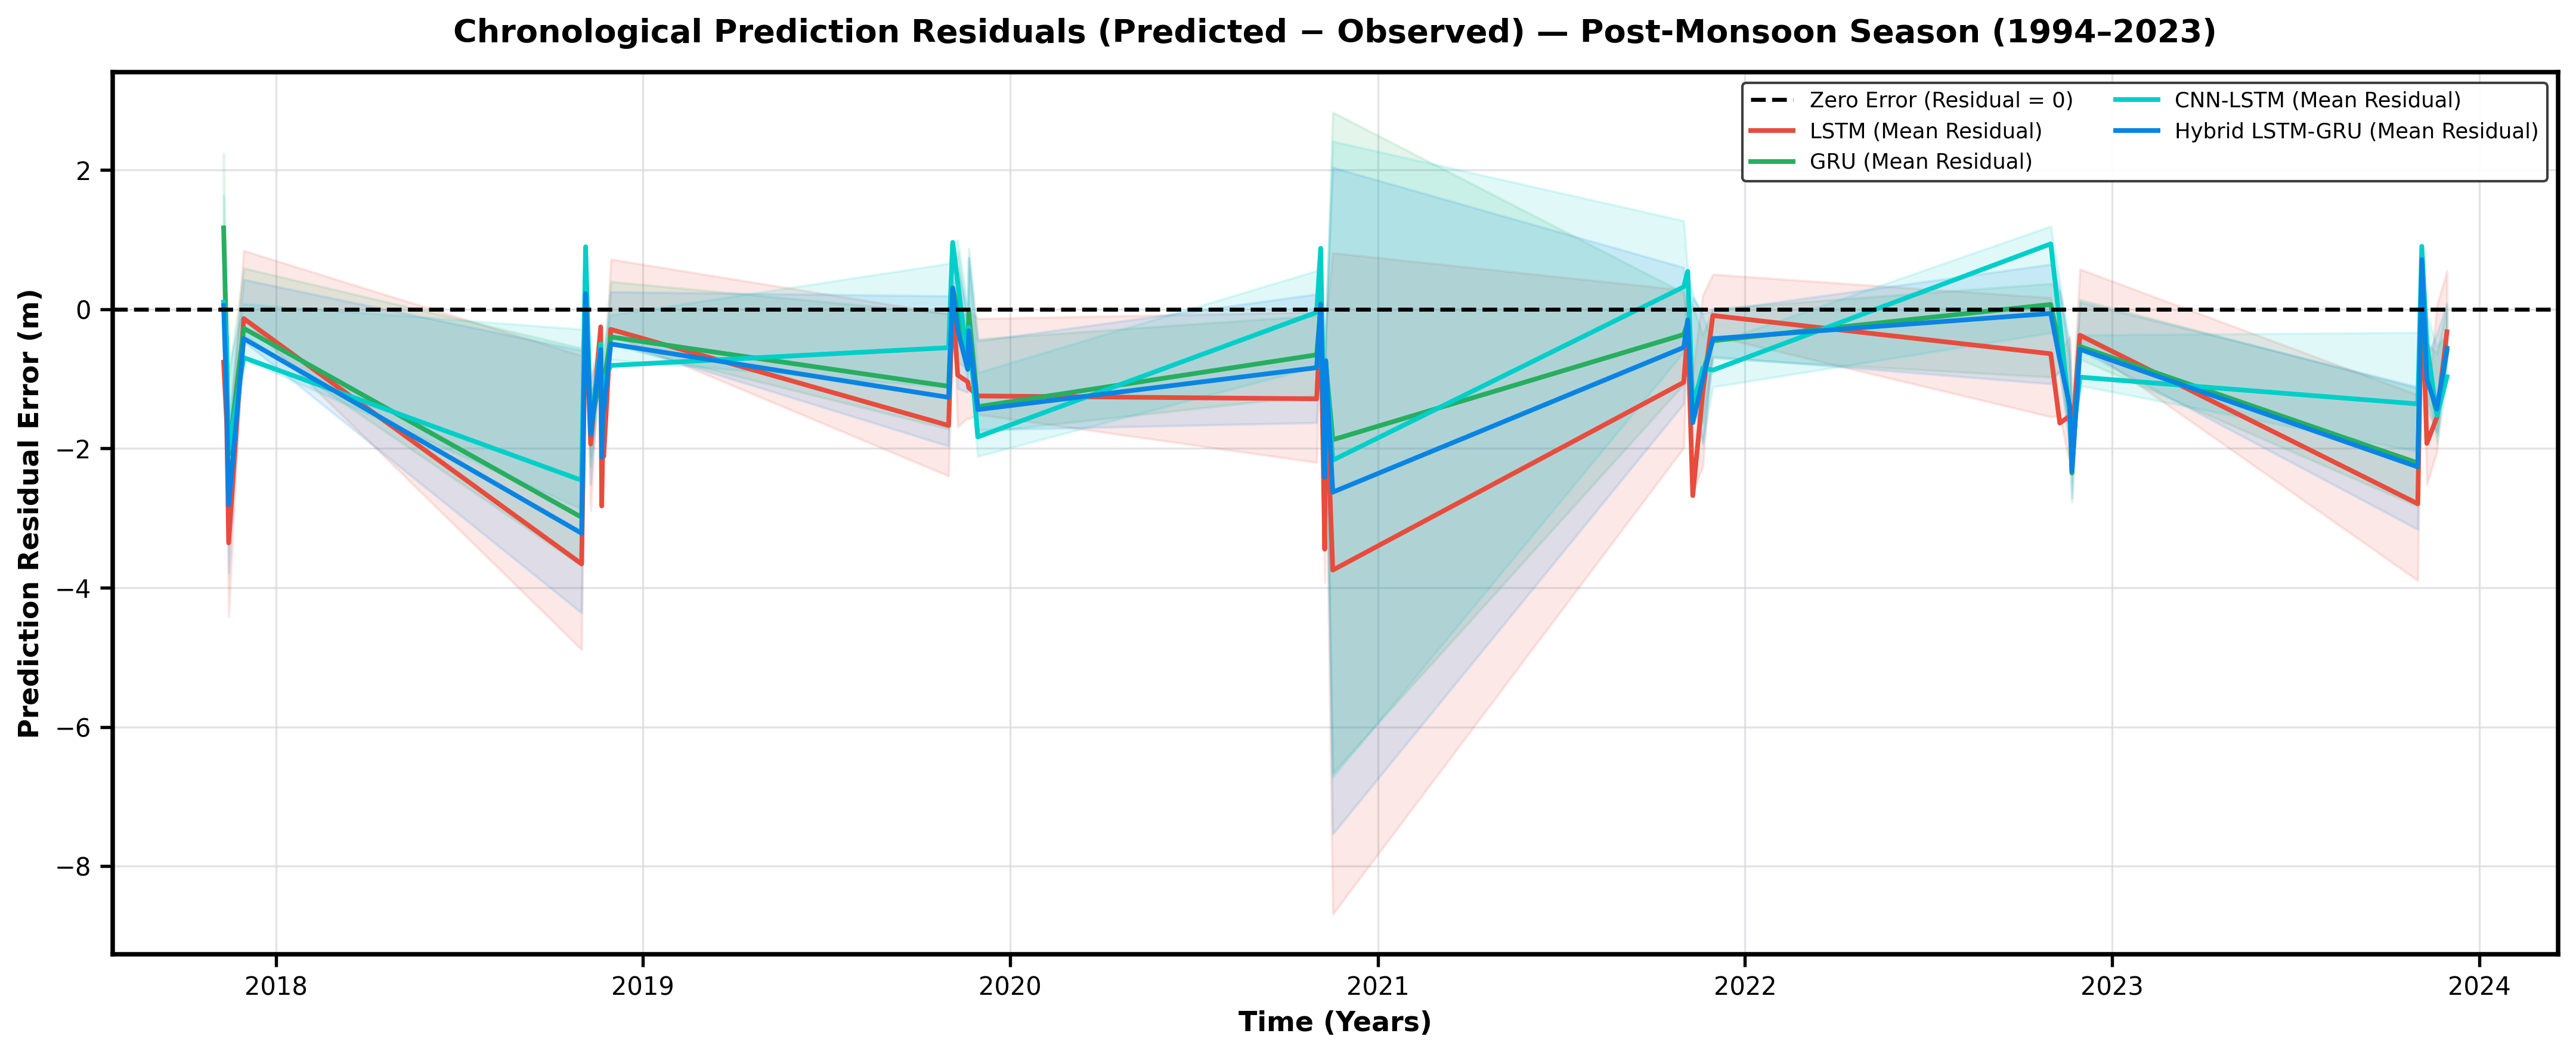 Chronological Prediction Residuals (Predicted − Observed) — Post-Monsoon Season (1994–2023)
Zero Error (Residual = 0)
LSTM (Mean Residual)
GRU (Mean Residual)
CNN-LSTM (Mean Residual)
Hybrid LSTM-GRU (Mean Residual)
Prediction Residual Error (m)
2
0
−2
−4
−6
−8
2018
2019
2020
2021
2022
2023
2024
Time (Years)